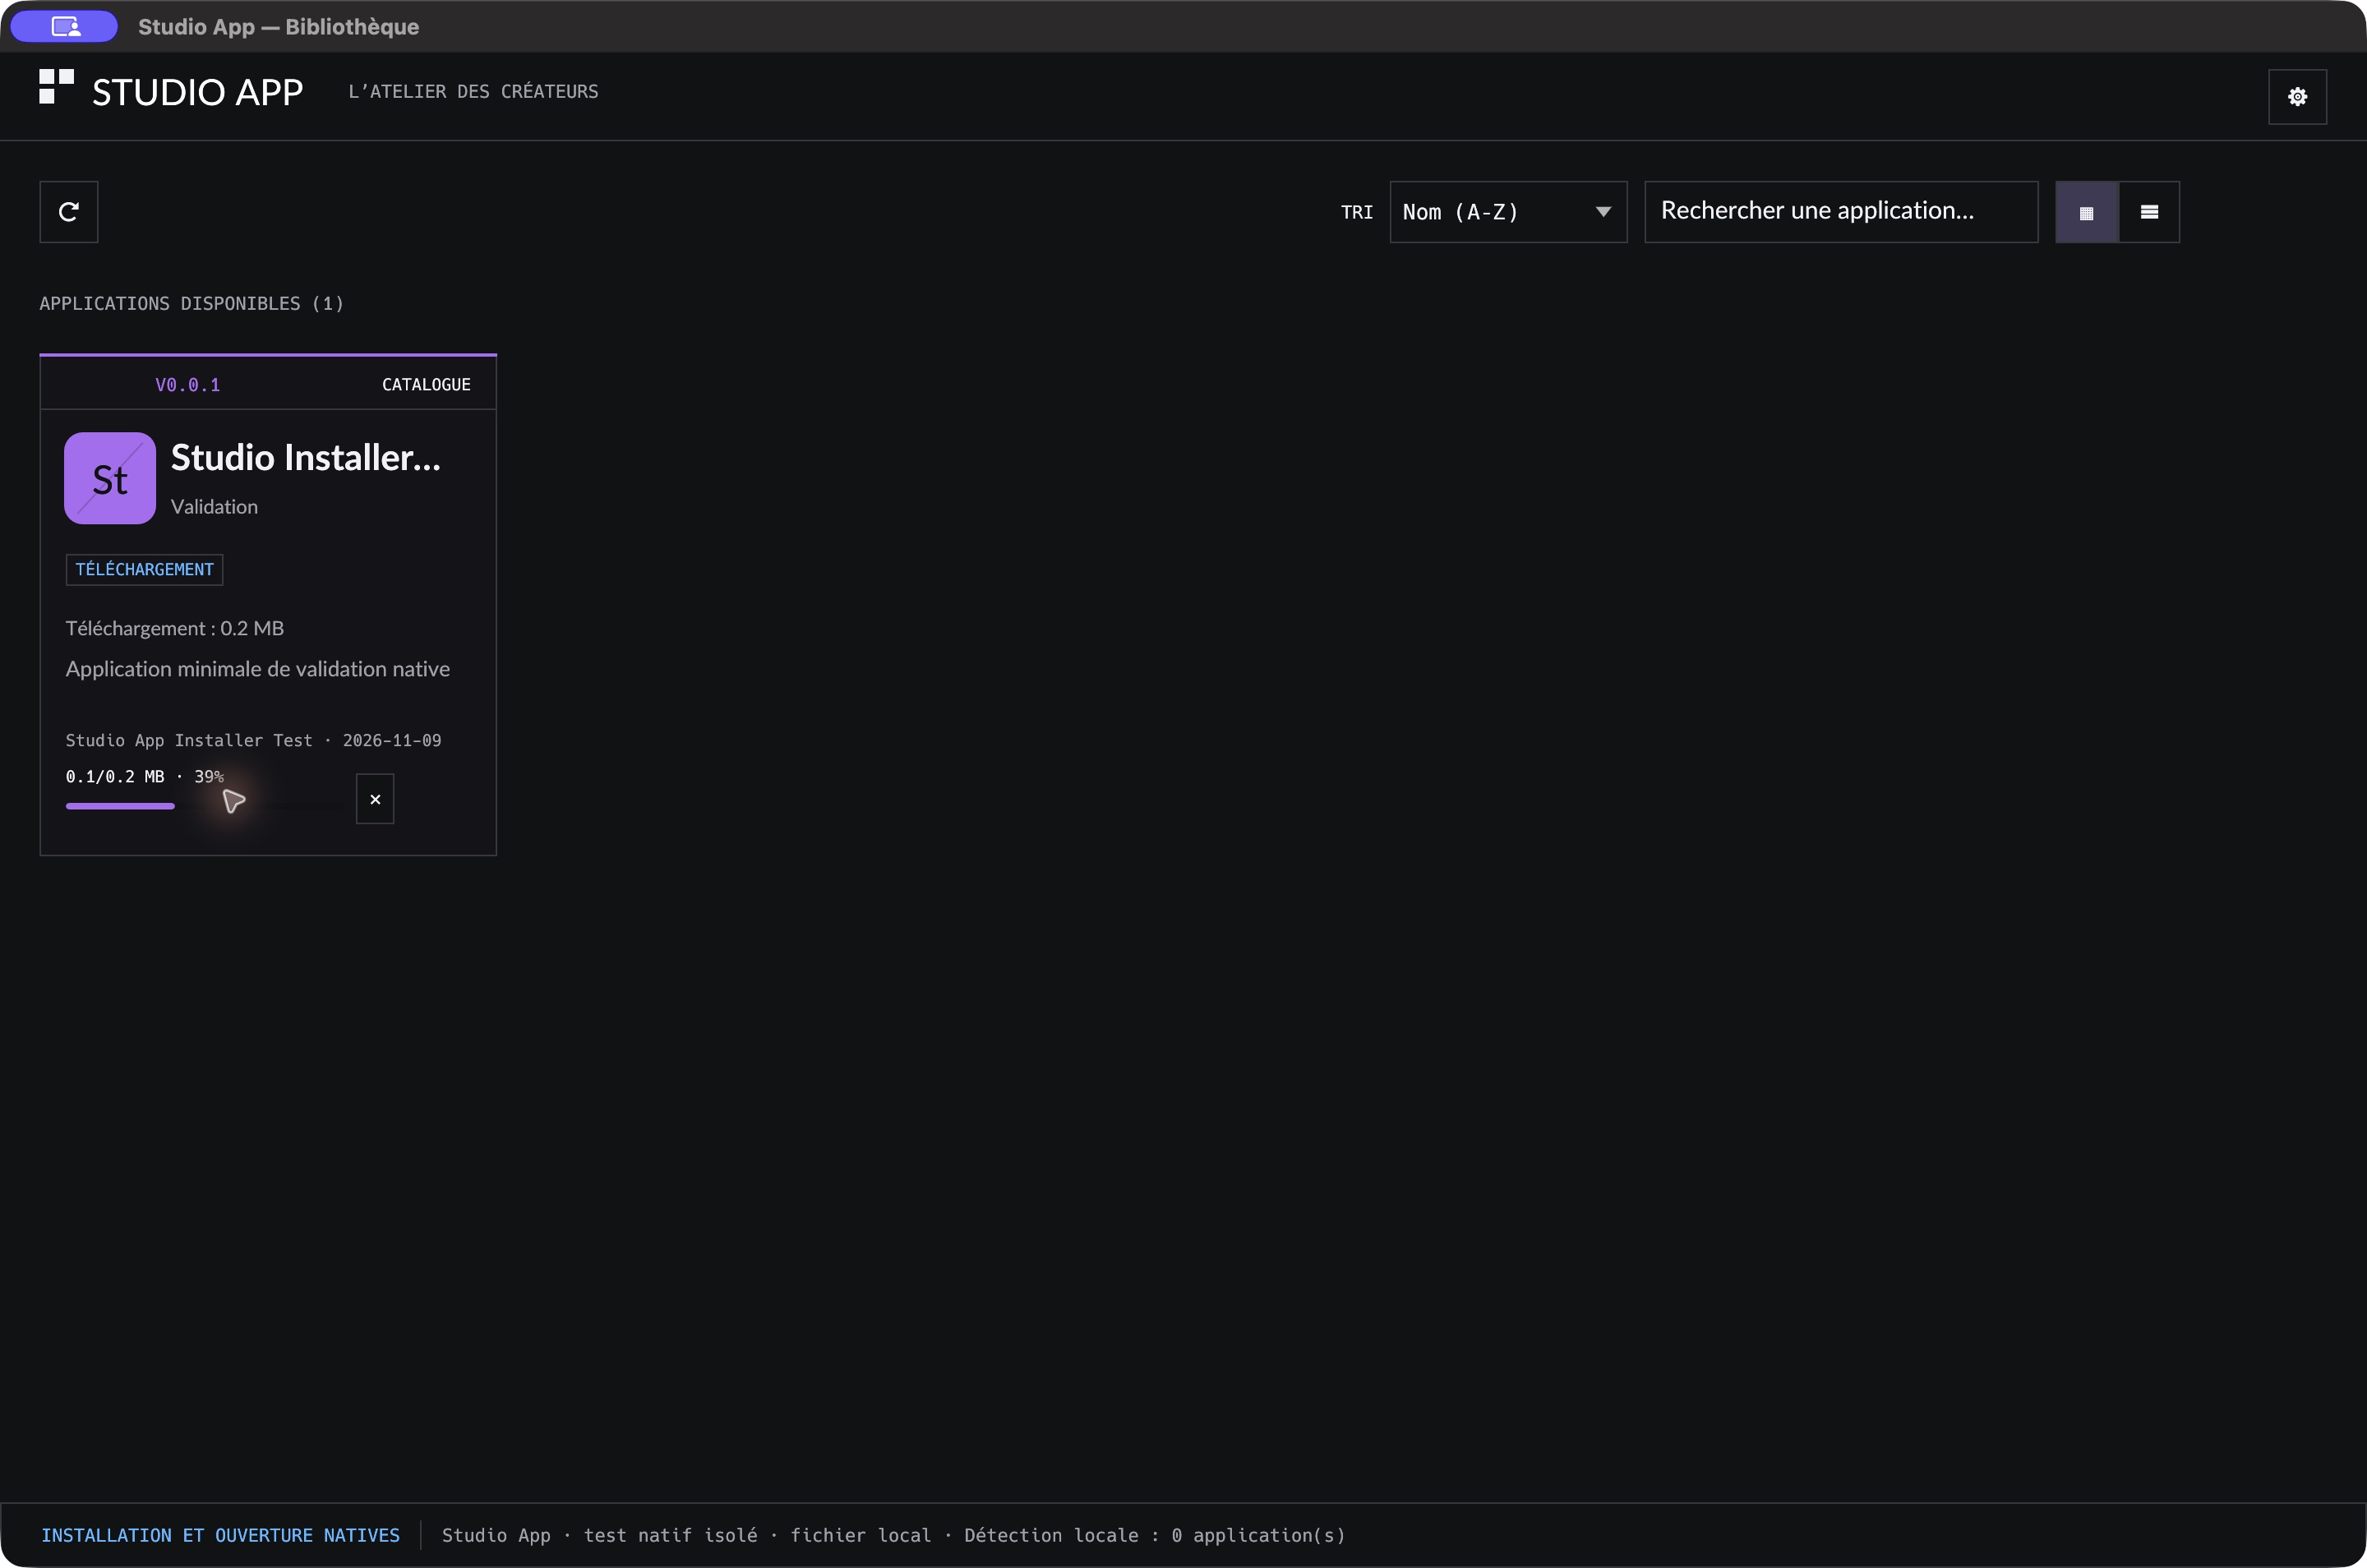 Studio App — Bibliothèque
STUDIO APP L’ATELIER DES CRÉATEURS
TRI Nom (A-Z) Rechercher une application...
APPLICATIONS DISPONIBLES (1)
V0.0.1 CATALOGUE
St Studio Installer...
Validation
TÉLÉCHARGEMENT
Téléchargement : 0.2 MB
Application minimale de validation native
Studio App Installer Test · 2026-11-09
0.1/0.2 MB · 39%
INSTALLATION ET OUVERTURE NATIVES Studio App · test natif isolé · fichier local · Détection locale : 0 application(s)